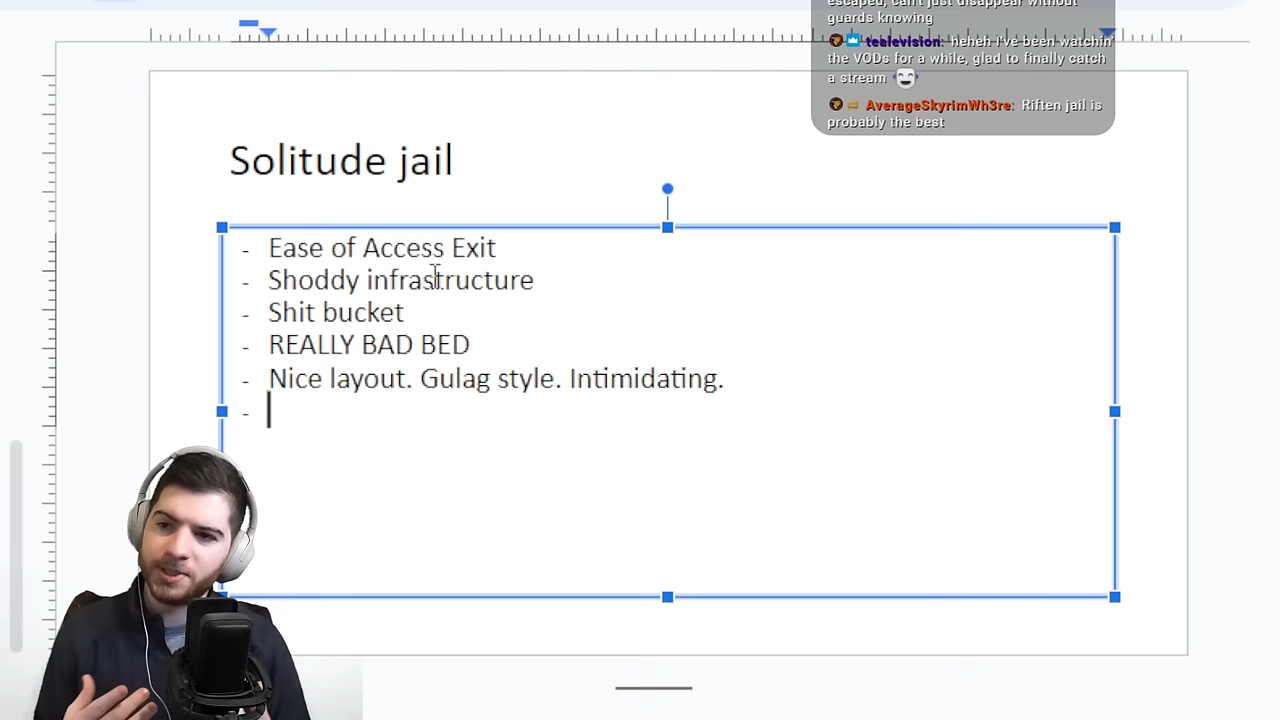 escaped, can't just disappear without
guards knowing
tealevision: heheh I've been watchin'
the VODs for a while, glad to finally catch
a stream
AverageSkyrimWh3re: Riften jail is
probably the best
Solitude jail
- Ease of Access Exit
- Shoddy infrastructure
- Shit bucket
- REALLY BAD BED
- Nice layout. Gulag style. Intimidating.
-